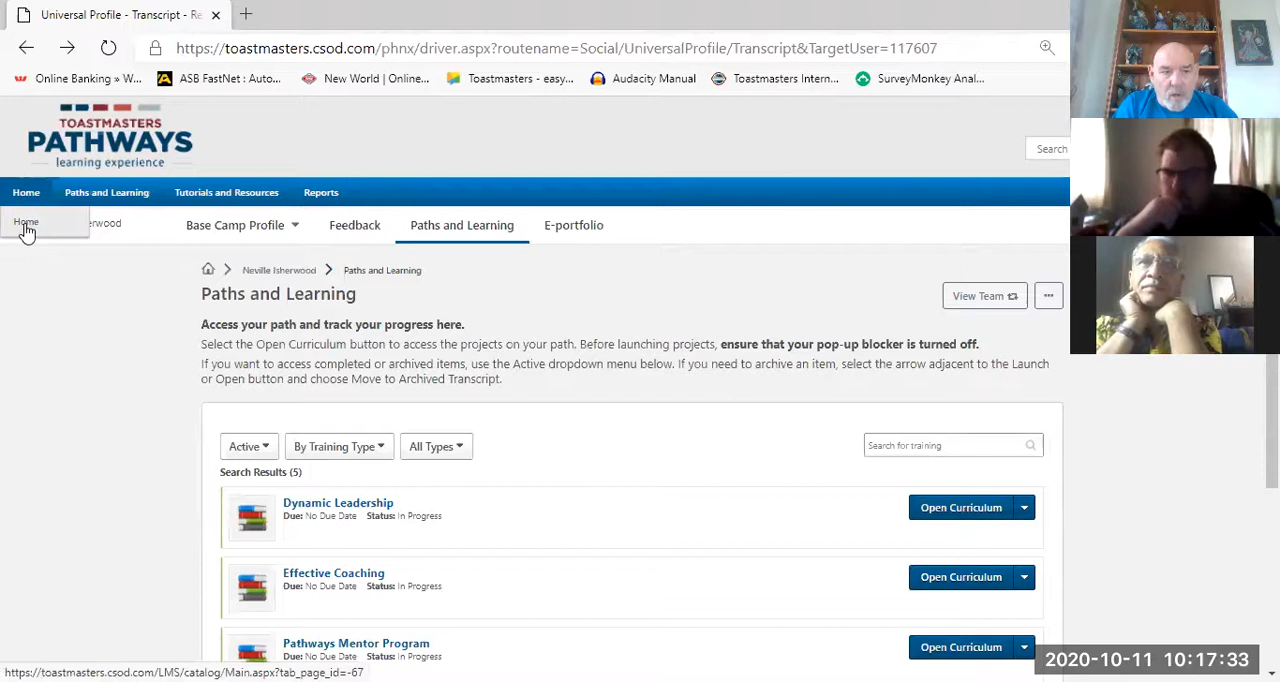 Universal Profile - Transcript - Re
https://toastmasters.csod.com/phnx/driver.aspx?routename=Social/UniversalProfile/Transcript&TargetUser=117607
Online Banking » W... ASB FastNet : Auto... New World | Online... Toastmasters - easy,... Audacity Manual Toastmasters Intern... SurveyMonkey Anal...
TOASTMASTERS
PATHWAYS
learning experience
Search
Home Paths and Learning Tutorials and Resources Reports
Home erwood Base Camp Profile Feedback Paths and Learning E-portfolio
Neville Isherwood Paths and Learning
Paths and Learning
View Team ...
Access your path and track your progress here.
Select the Open Curriculum button to access the projects on your path. Before launching projects, ensure that your pop-up blocker is turned off.
If you want to access completed or archived items, use the Active dropdown menu below. If you need to archive an item, select the arrow adjacent to the Launch
or Open button and choose Move to Archived Transcript.
Active By Training Type All Types Search for training
Search Results (5)
Dynamic Leadership
Due: No Due Date Status: In Progress
Open Curriculum
Effective Coaching
Due: No Due Date Status: In Progress
Open Curriculum
Pathways Mentor Program
Due: No Due Date Status: In Progress
Open Curriculum
https://toastmasters.csod.com/LMS/catalog/Main.aspx?tab_page_id=-67
2020-10-11 10:17:33